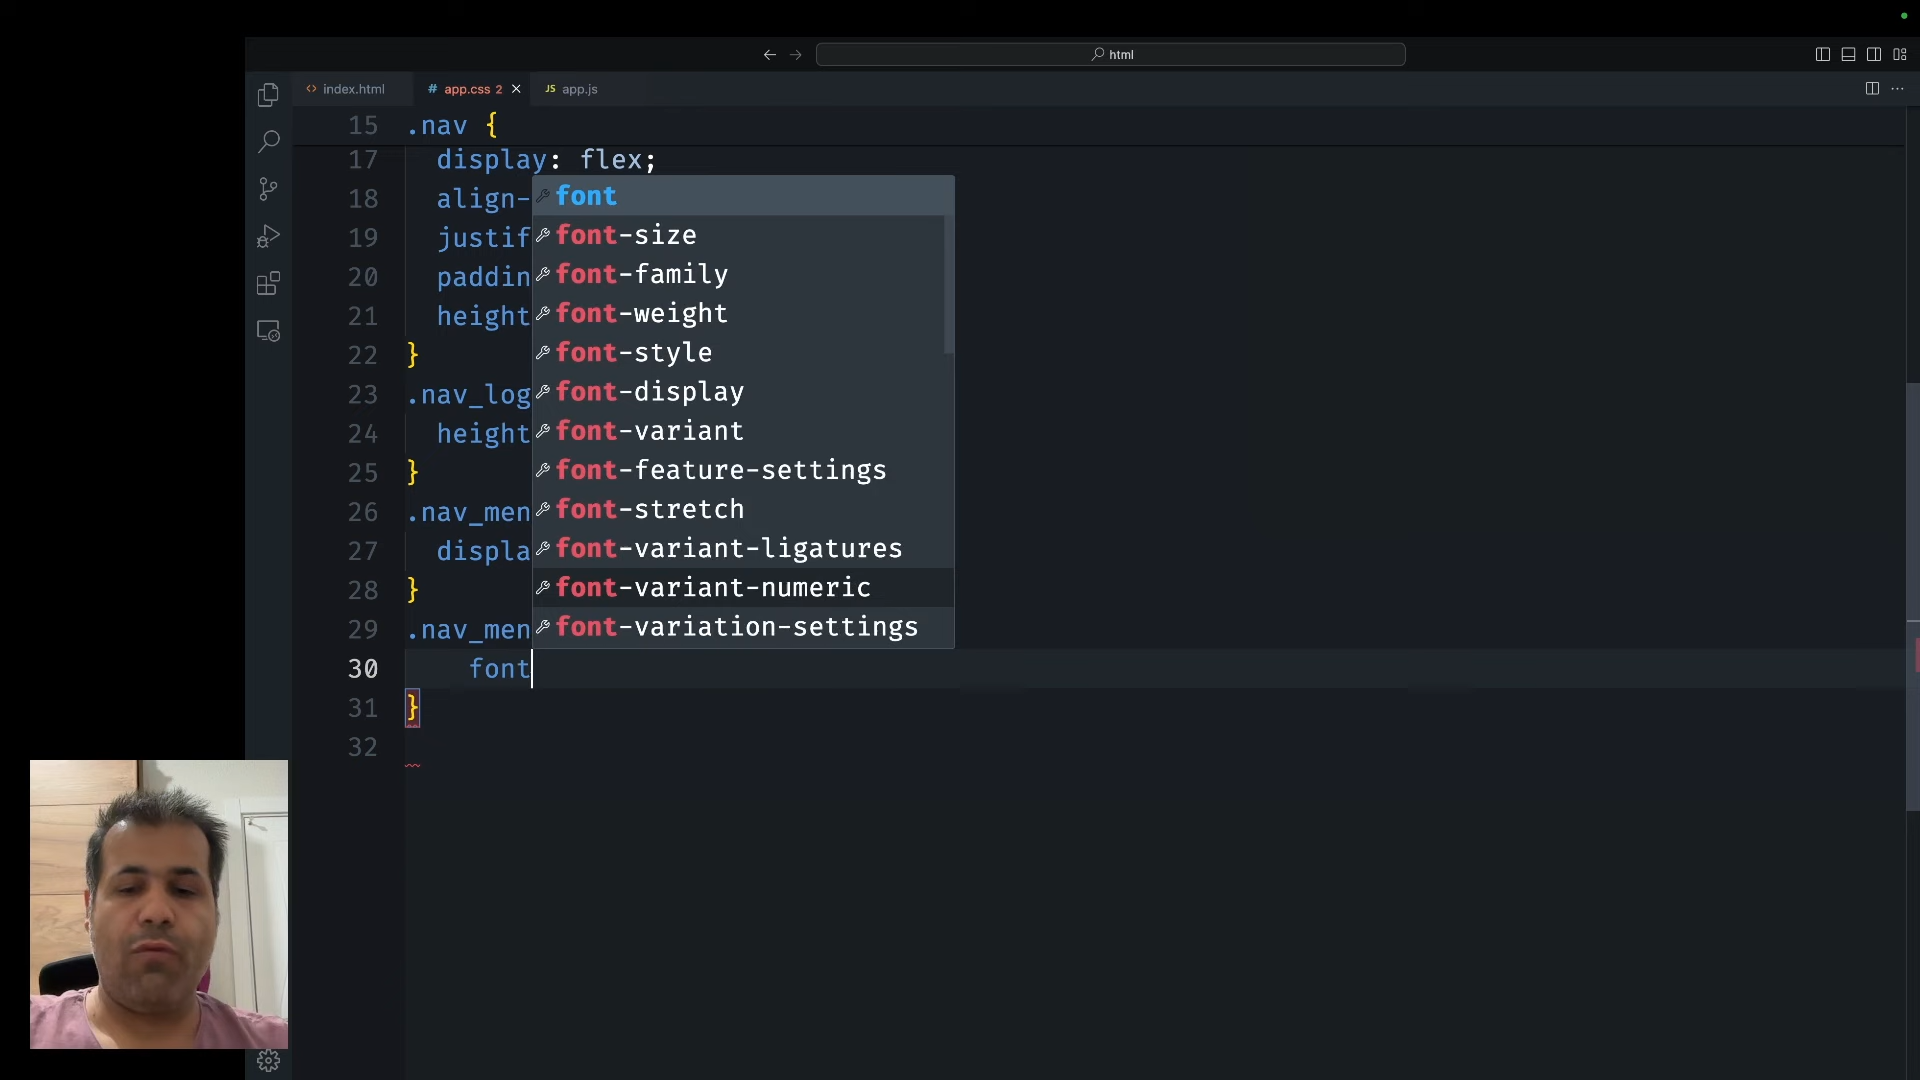 html
index.html
# app.css 2
JS app.js
15 .nav {
17 display: flex;
18 align-
19 justif
20 paddin
21 height
22 }
23 .nav_log
24 height
25 }
26 .nav_men
27 displa
28 }
29 .nav_men
30 font
31 }
32
font
font-size
font-family
font-weight
font-style
font-display
font-variant
font-feature-settings
font-stretch
font-variant-ligatures
font-variant-numeric
font-variation-settings